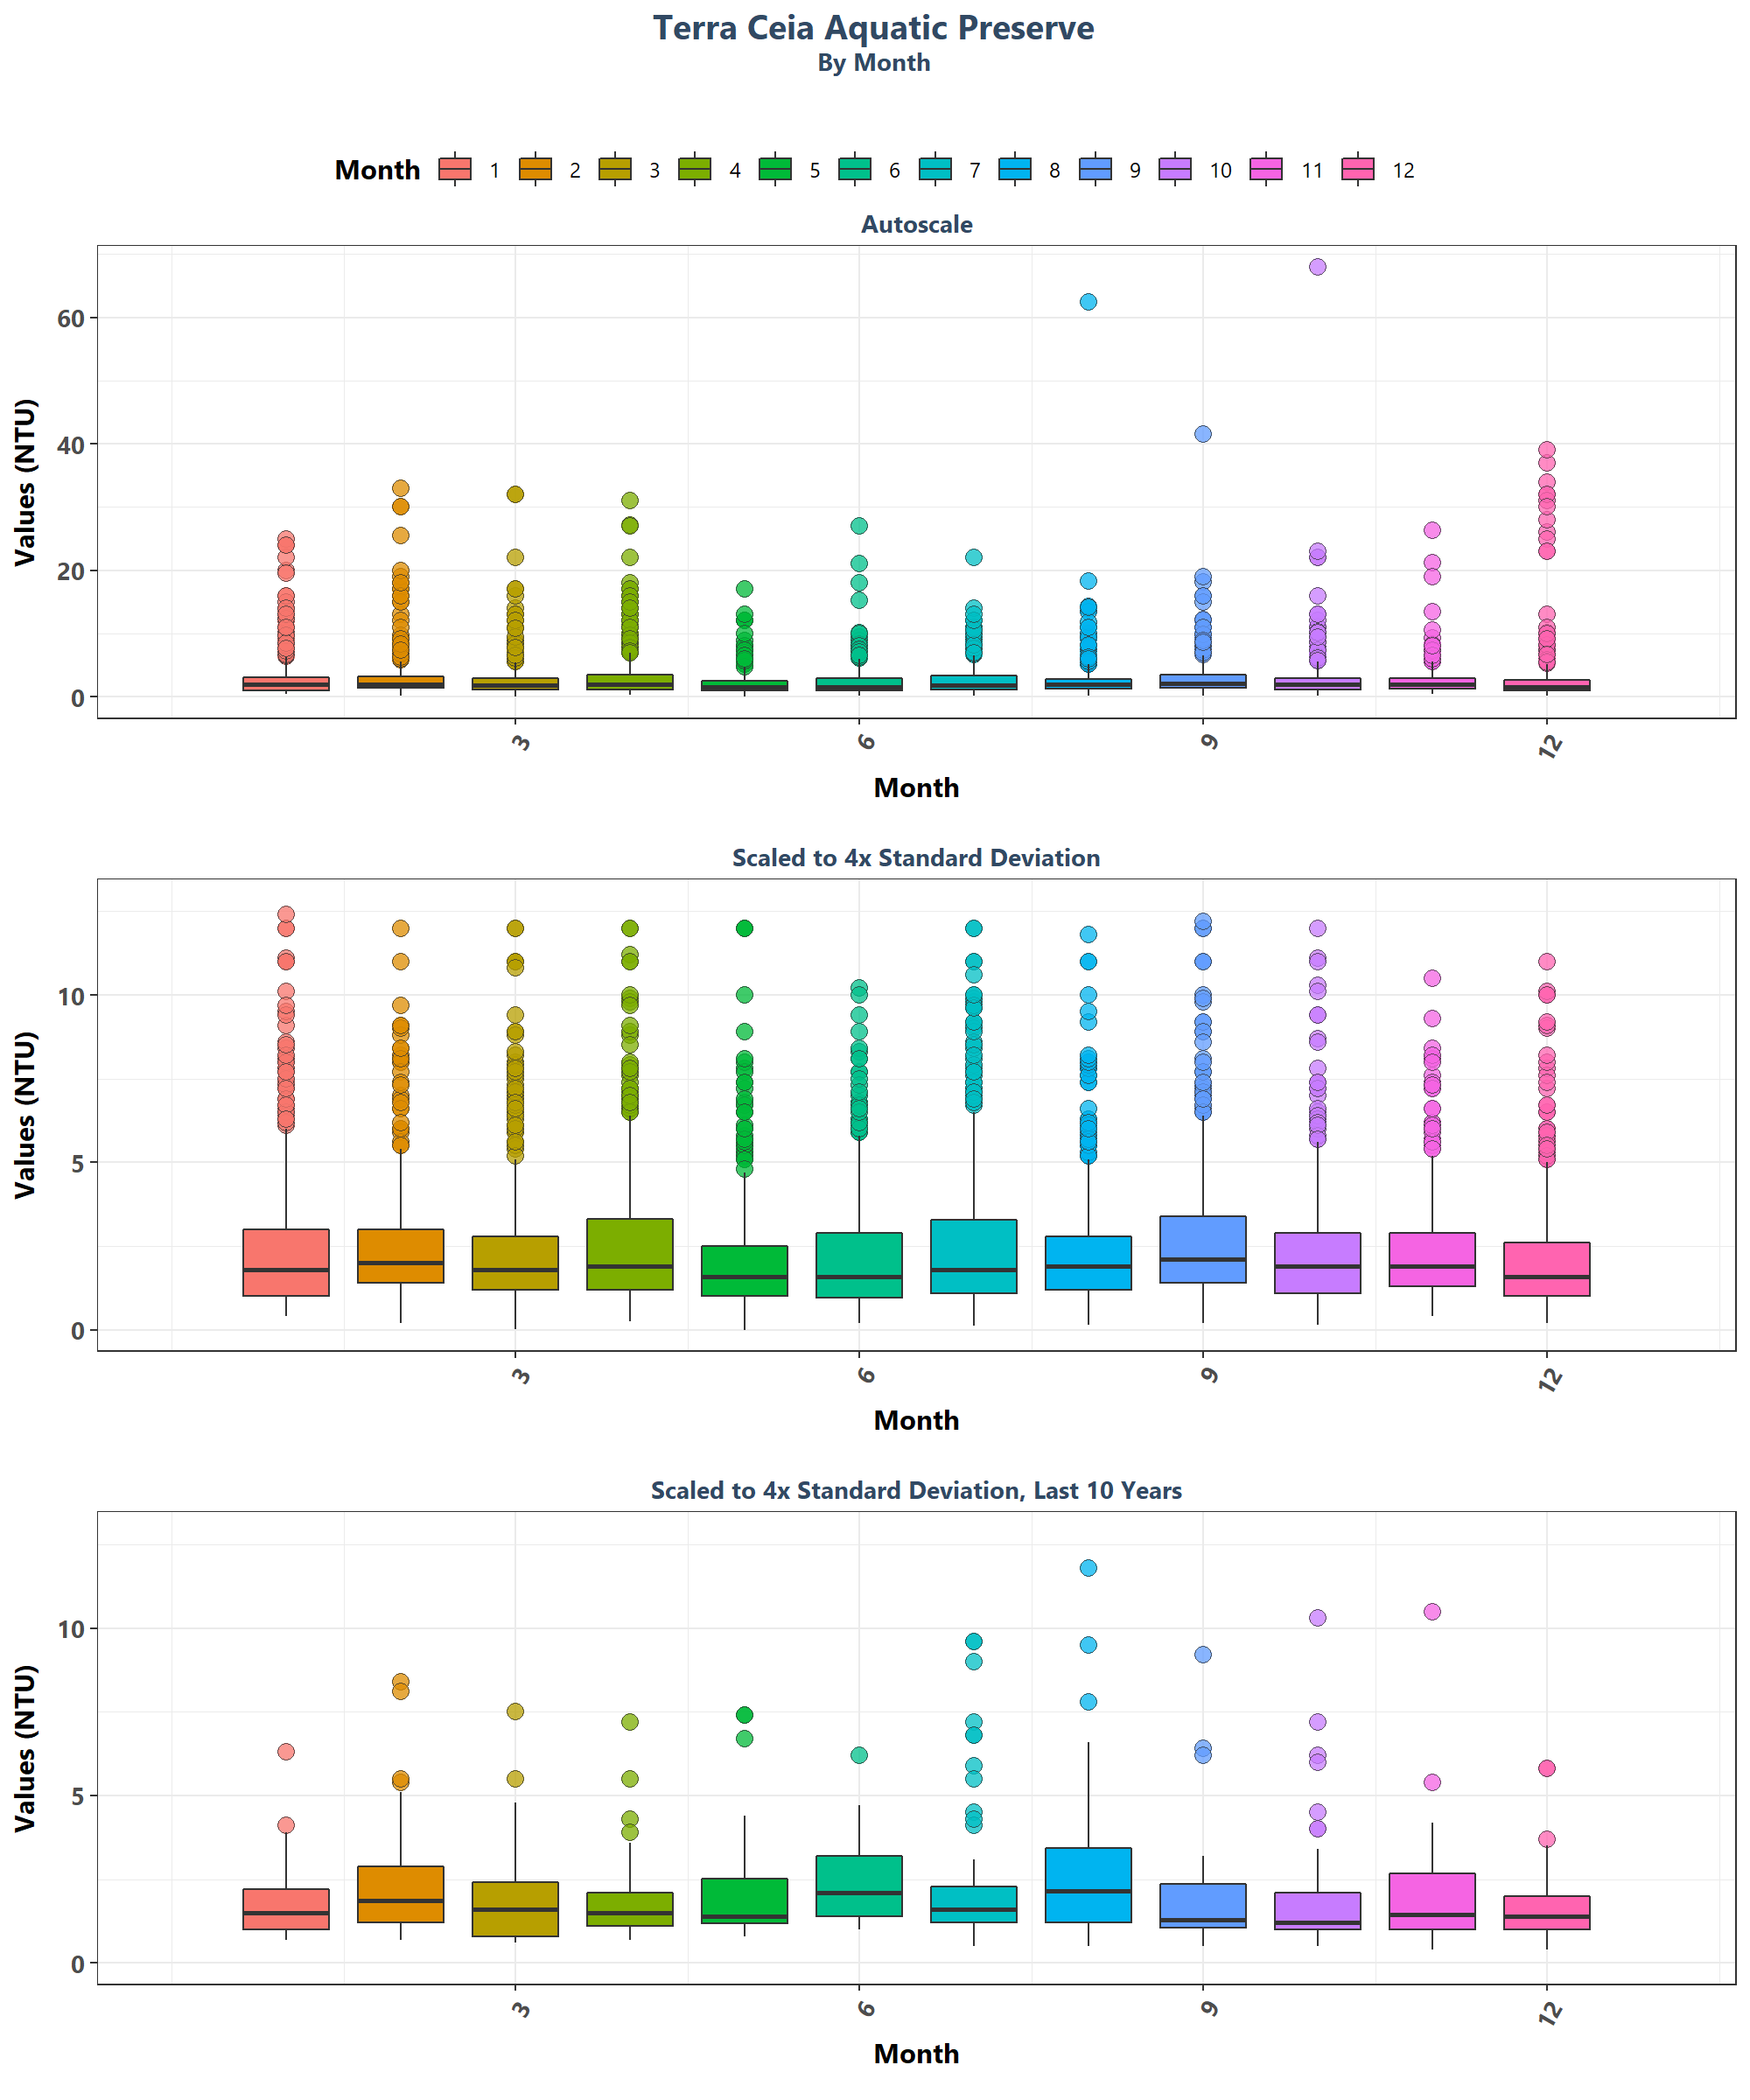 Terra Ceia Aquatic Preserve
By Month
Month 1 2 3 4 5 6 7 8 9 10 11 12
Autoscale
Values (NTU)
60
40
20
0
3 6 9 12
Month
Scaled to 4x Standard Deviation
Values (NTU)
10
5
0
3 6 9 12
Month
Scaled to 4x Standard Deviation, Last 10 Years
Values (NTU)
10
5
0
3 6 9 12
Month